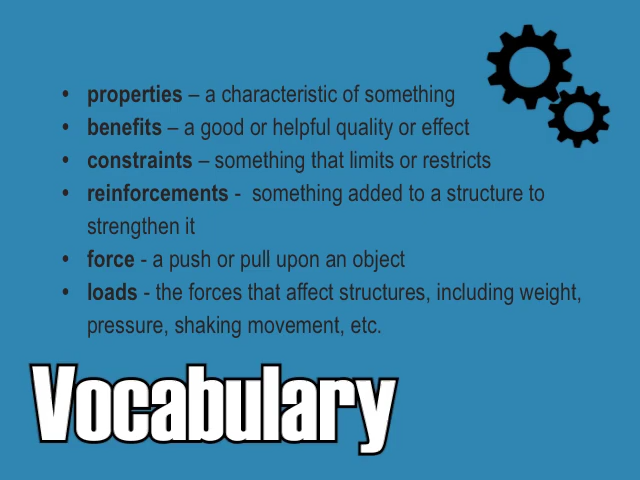 • properties – a characteristic of something
• benefits – a good or helpful quality or effect
• constraints – something that limits or restricts
• reinforcements -  something added to a structure to
strengthen it
• force - a push or pull upon an object
• loads - the forces that affect structures, including weight,
pressure, shaking movement, etc.
Vocabulary